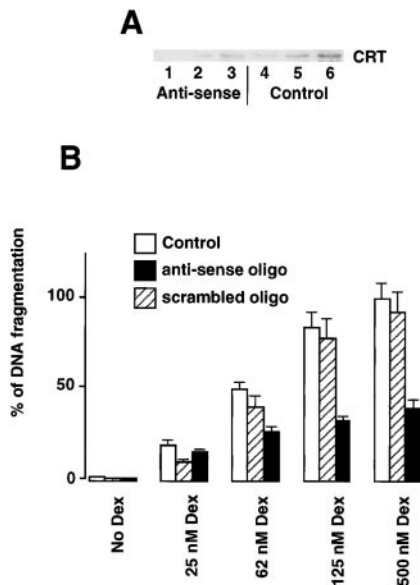 A
CRT
1 2 3 4 5 6
Anti-sense Control
B
% of DNA fragmentation
Control
anti-sense oligo
scrambled oligo
100
50
0
No Dex
25 nM Dex
62 nM Dex
125 nM Dex
500 nM Dex